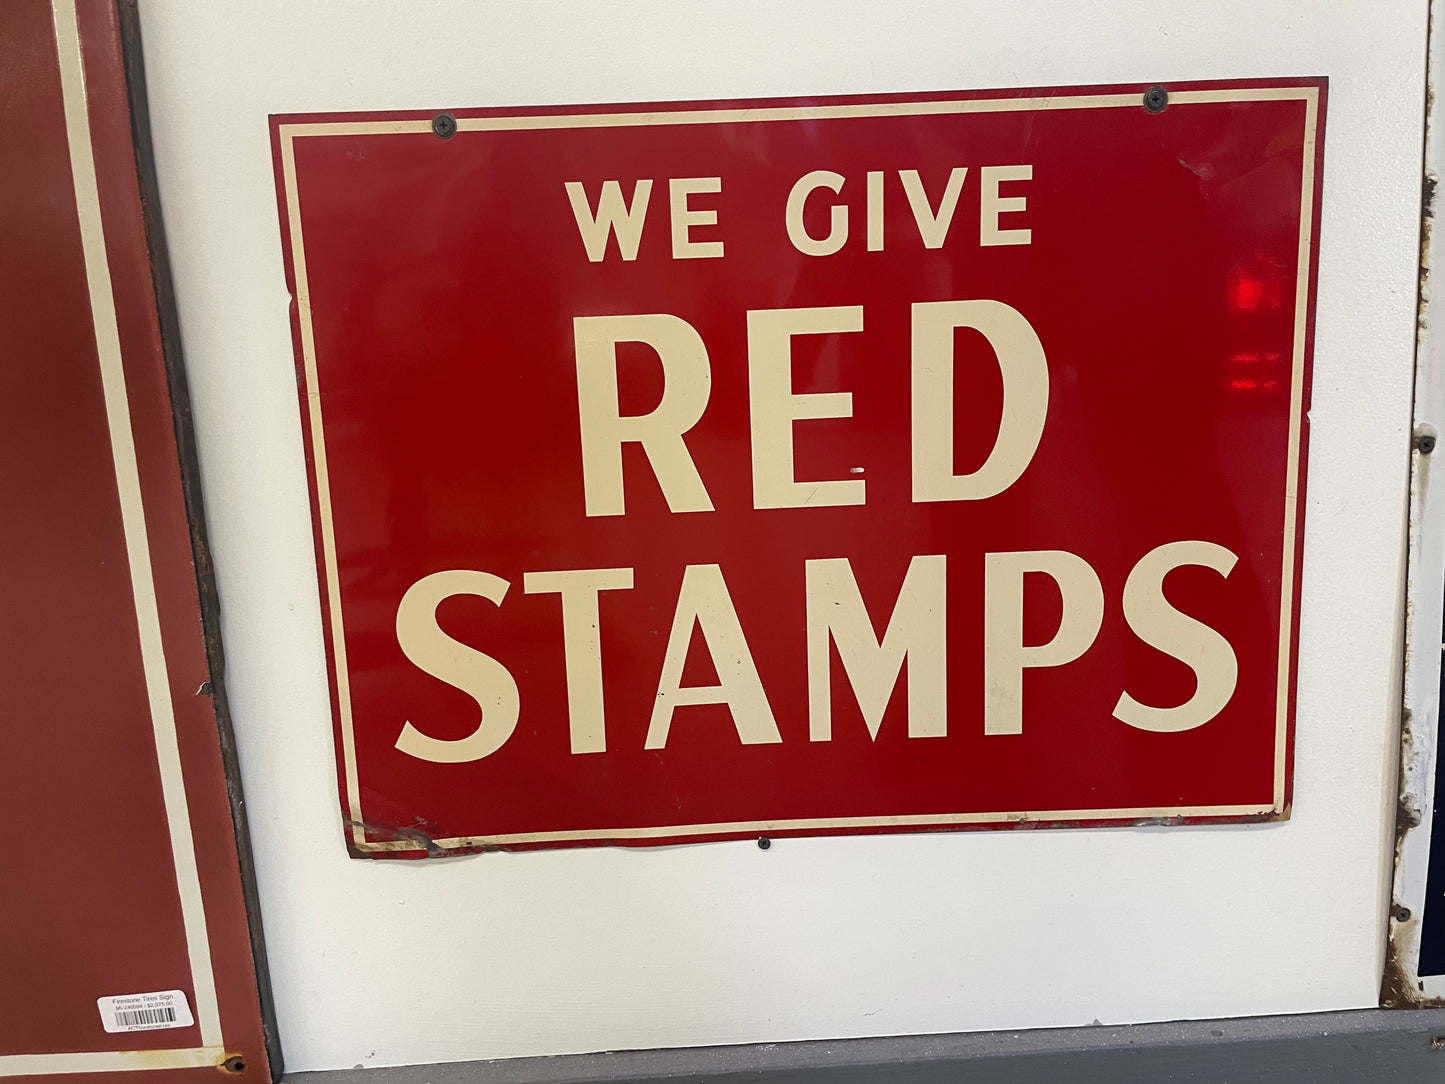 WE GIVE
RED
STAMPS
Firestone Tires Sign